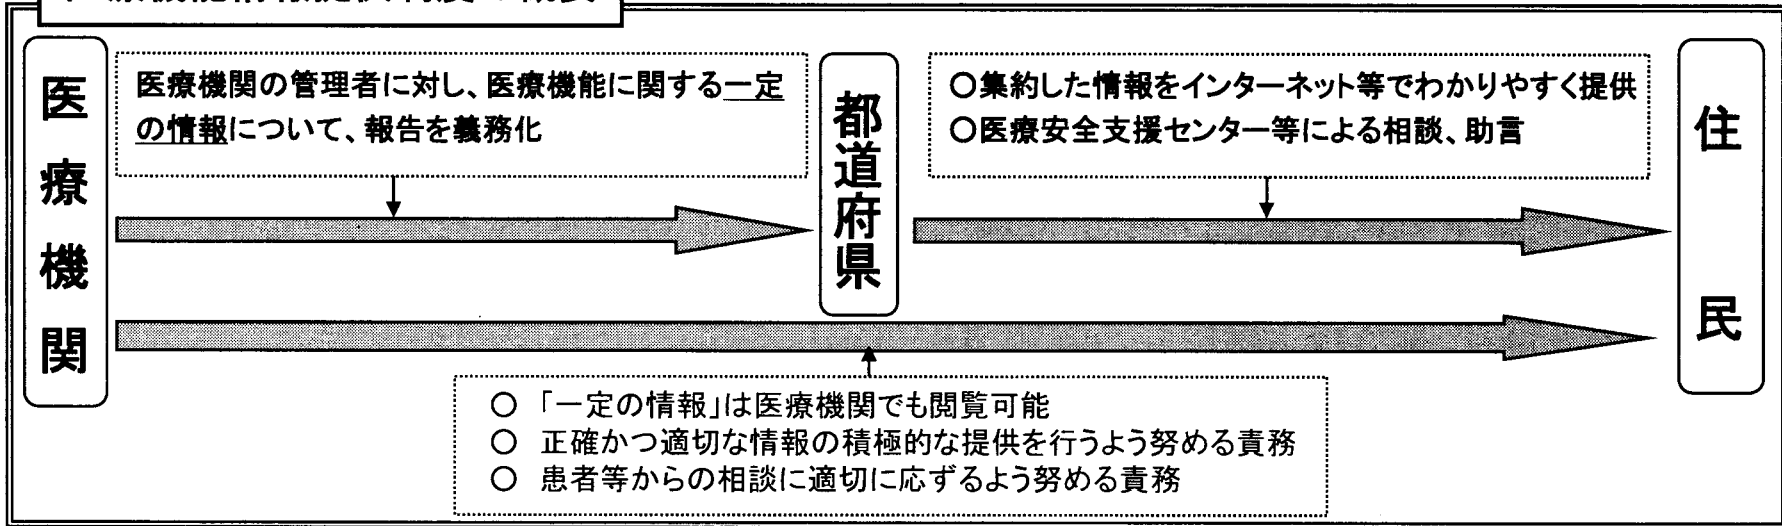 医療機関
医療機関の管理者に対し、医療機能に関する一定
の情報について、報告を義務化
都道府県
○集約した情報をインターネット等でわかりやすく提供
○医療安全支援センター等による相談、助言
住民
○ 「一定の情報」は医療機関でも閲覧可能
○ 正確かつ適切な情報の積極的な提供を行うよう努める責務
○ 患者等からの相談に適切に応ずるよう努める責務